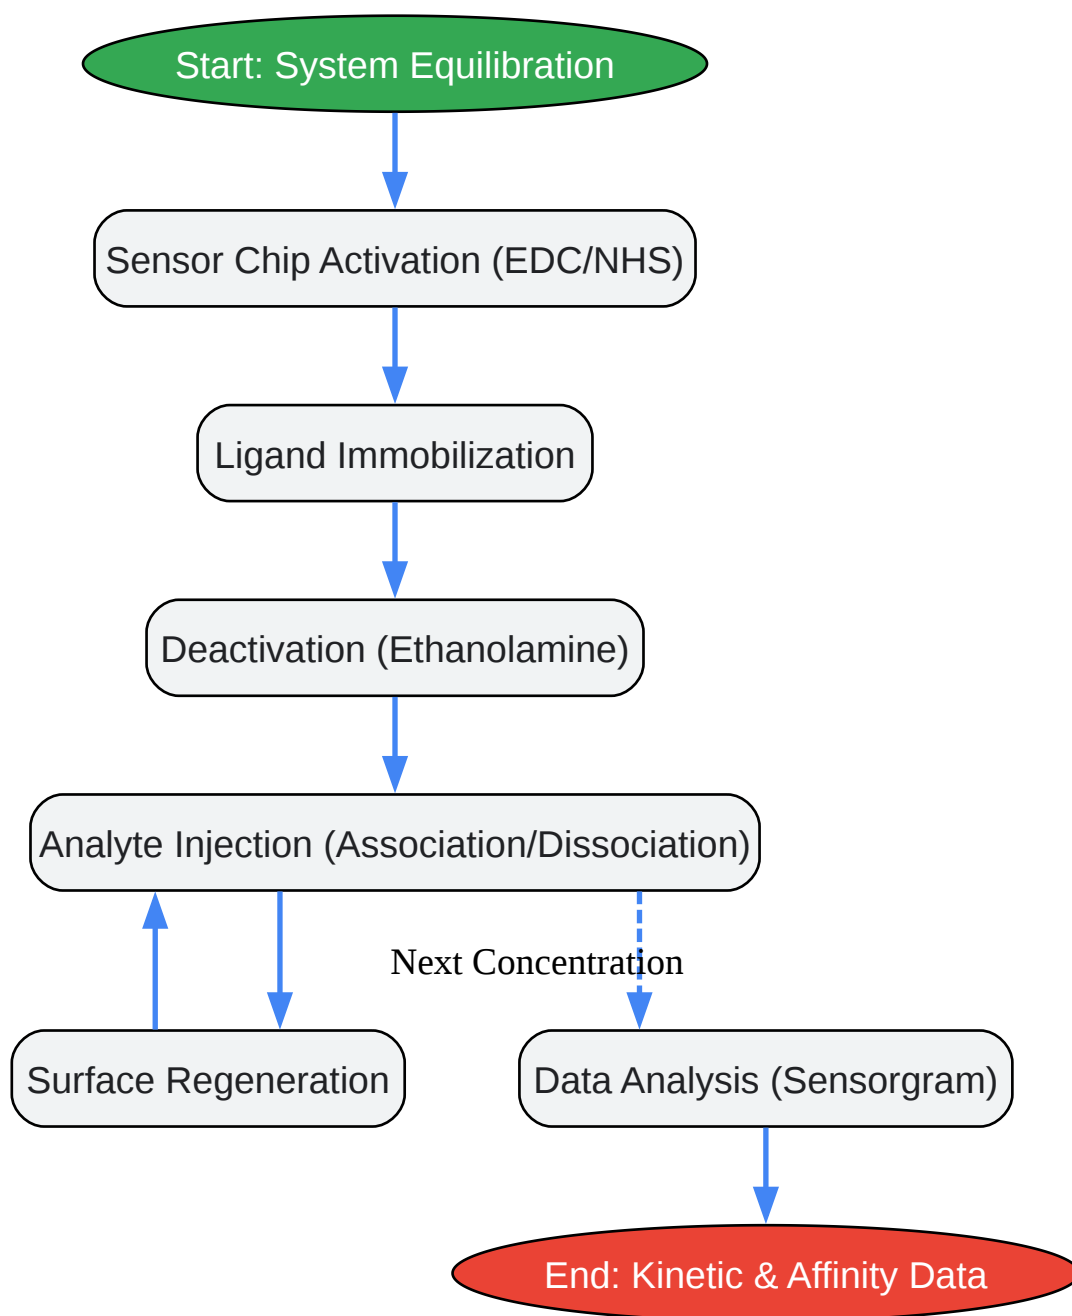 Start: System Equilibration
Sensor Chip Activation (EDC/NHS)
Ligand Immobilization
Deactivation (Ethanolamine)
Analyte Injection (Association/Dissociation)
Next Concentration
Surface Regeneration
Data Analysis (Sensorgram)
End: Kinetic & Affinity Data